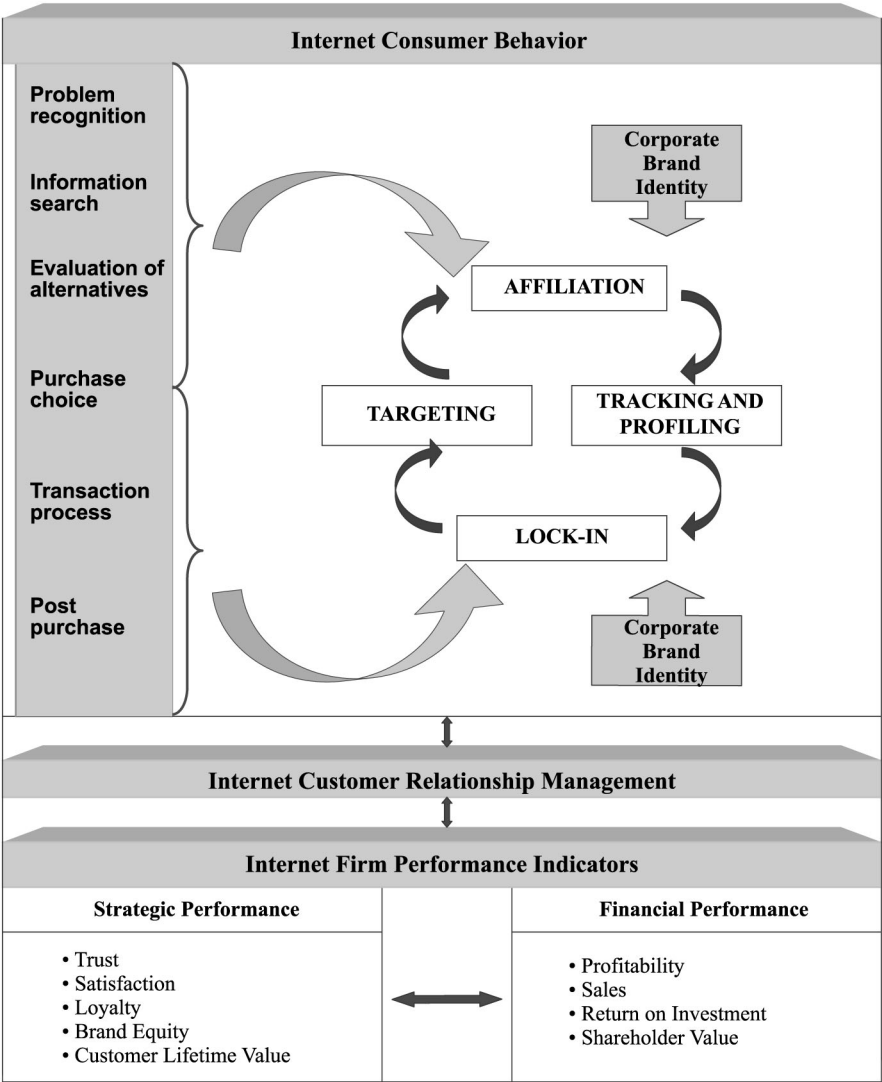 Internet Consumer Behavior
Problem
recognition
Information
search
Evaluation of
alternatives
Purchase
choice
Transaction
process
Post
purchase
Corporate
Brand
Identity
AFFILIATION
TARGETING
TRACKING AND
PROFILING
LOCK-IN
Corporate
Brand
Identity
Internet Customer Relationship Management
Internet Firm Performance Indicators
Strategic Performance
• Trust
• Satisfaction
• Loyalty
• Brand Equity
• Customer Lifetime Value
Financial Performance
• Profitability
• Sales
• Return on Investment
• Shareholder Value